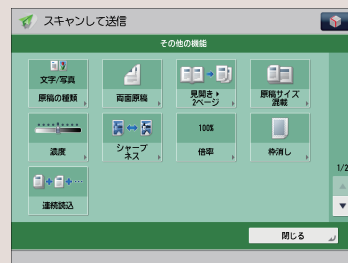 スキャンして送信
その他の機能
文字/写真
原稿の種類
両面原稿
見開き▶
2ページ
原稿サイズ
混載
濃度
シャープ
ネス
100%
倍率
枠消し
1/2
連続読込
閉じる